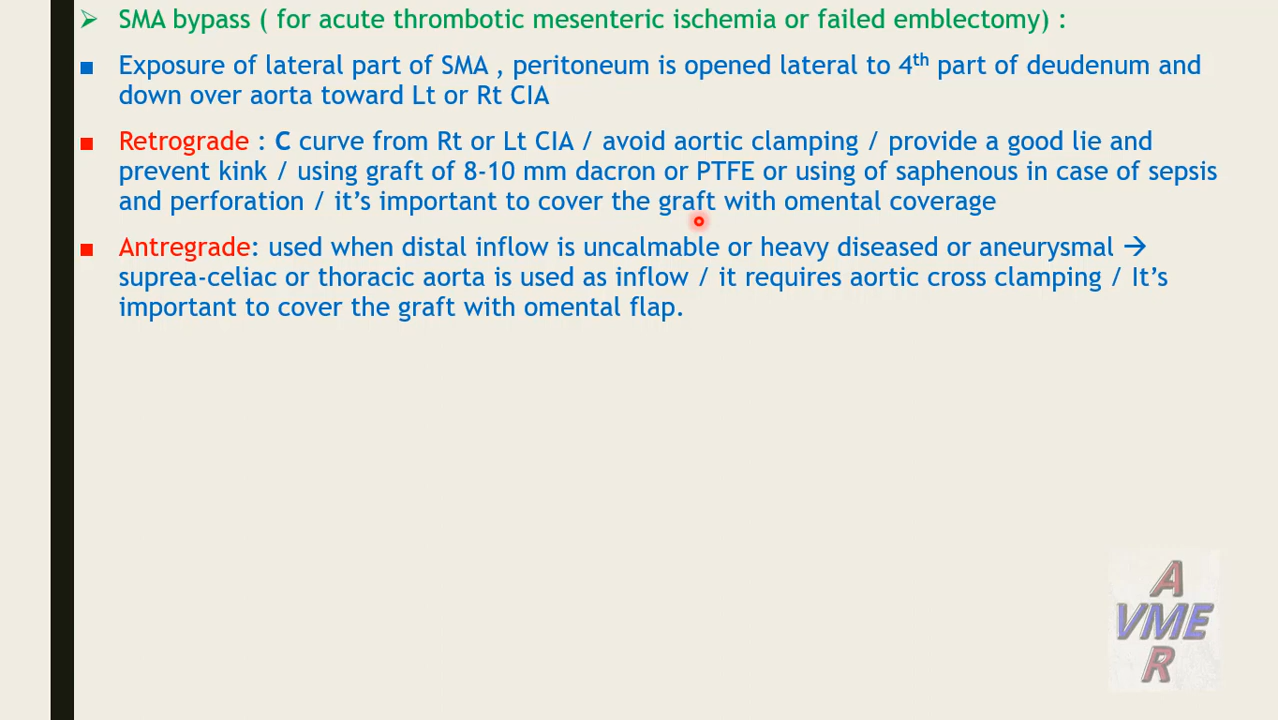 ➢ SMA bypass ( for acute thrombotic mesenteric ischemia or failed emblectomy) :
▪ Exposure of lateral part of SMA , peritoneum is opened lateral to 4th part of deudenum and
down over aorta toward Lt or Rt CIA
▪ Retrograde : C curve from Rt or Lt CIA / avoid aortic clamping / provide a good lie and
prevent kink / using graft of 8-10 mm dacron or PTFE or using of saphenous in case of sepsis
and perforation / it’s important to cover the graft with omental coverage
▪ Antregrade: used when distal inflow is uncalmable or heavy diseased or aneurysmal →
suprea-celiac or thoracic aorta is used as inflow / it requires aortic cross clamping / It’s
important to cover the graft with omental flap.
A
VME
R